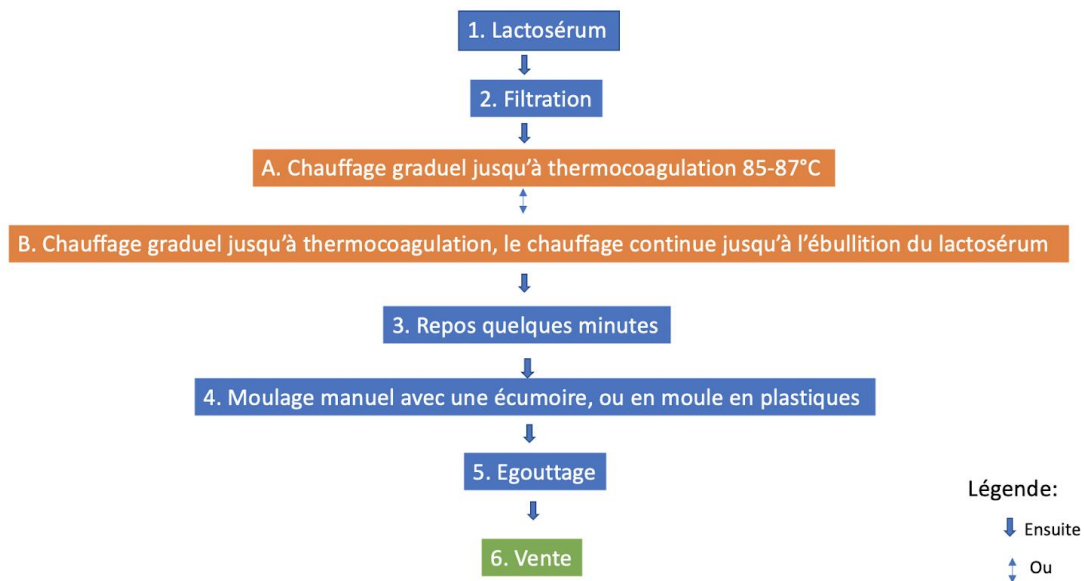 1. Lactosérum
2. Filtration
A. Chauffage graduel jusqu'à thermocoagulation 85-87°C
B. Chauffage graduel jusqu'à thermocoagulation, le chauffage continue jusqu'à l'ébullition du lactosérum
3. Repos quelques minutes
4. Moulage manuel avec une écumoire, ou en moule en plastiques
5. Egouttage
6. Vente
Légende:
Ensuite
Ou